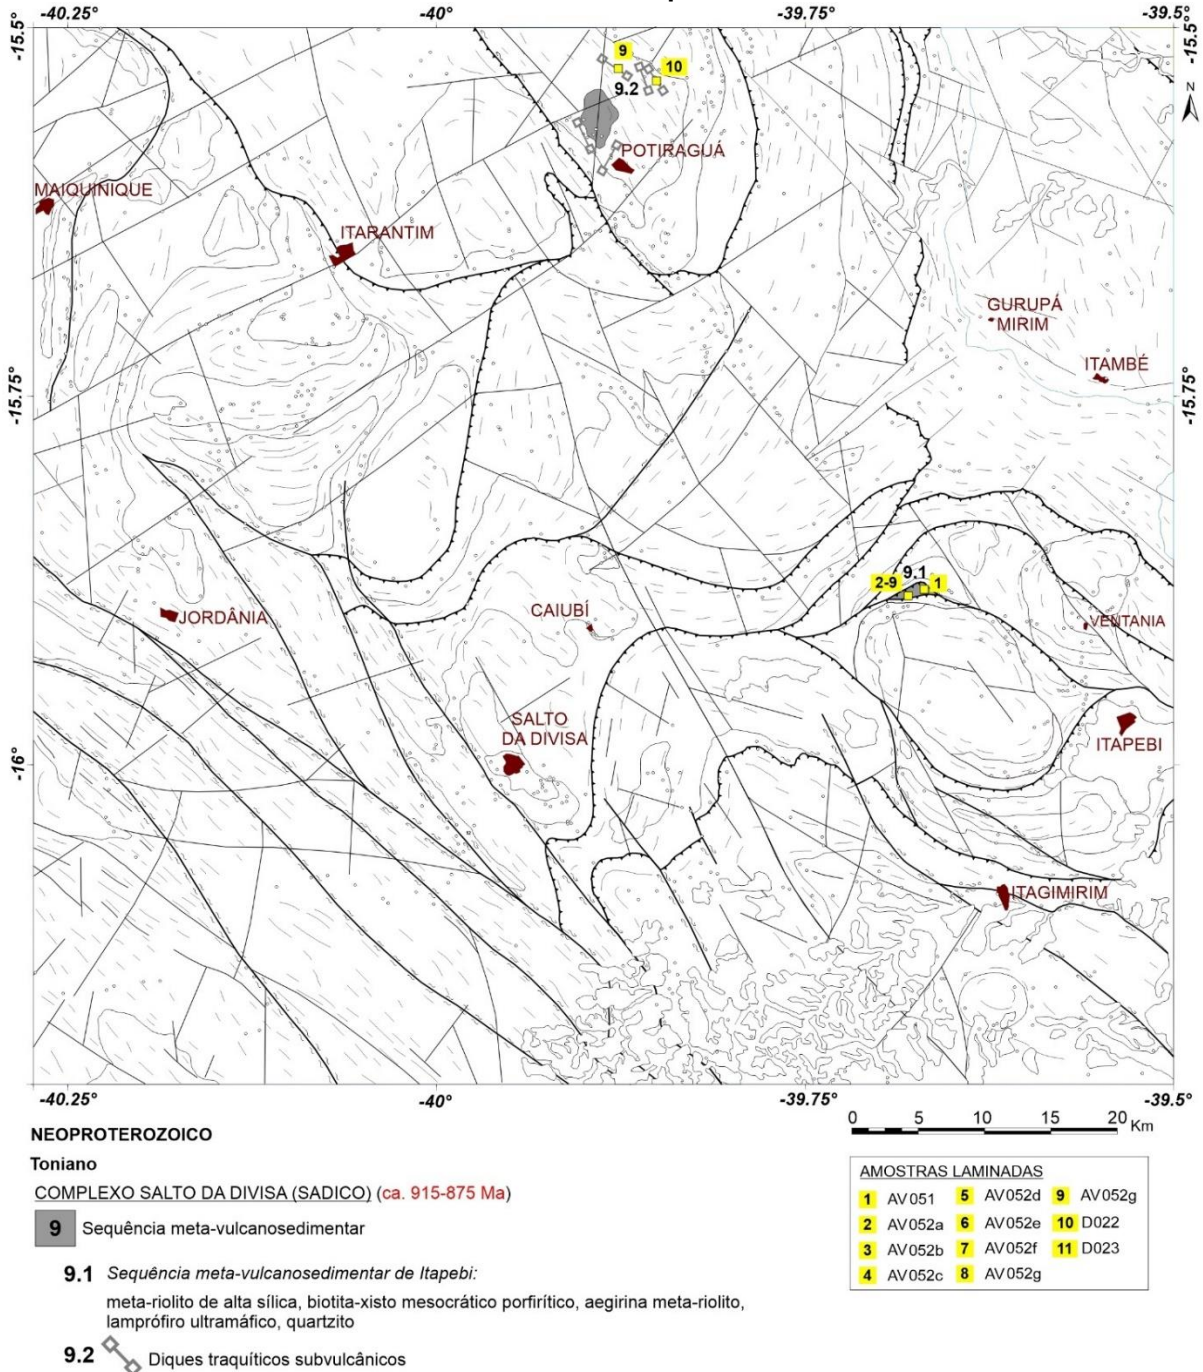 -40.25°
-40°
-39.75°
-39.5°
-15.5°
-15.5°
9
10
9.2
N
POTIRAGUÁ
MAIQUINIQUE
ITARANTIM
GURUPÁ
MIRIM
ITAMBÉ
-15.75°
-15.75°
9.1
2-9
1
JORDÂNIA
CAIUBÍ
VENTANIA
SALTO
DA DIVISA
ITAPEBI
-16°
ITAGIMIRIM
-40.25°
-40°
-39.75°
-39.5°
0 5 10 15 20 Km
NEOPROTEROZOICO
Toniano
COMPLEXO SALTO DA DIVISA (SADICO) (ca. 915-875 Ma)
9 Sequência meta-vulcanosedimentar
9.1 Sequência meta-vulcanosedimentar de Itapebi:
meta-riolito de alta sílica, biotita-xisto mesocrático porfirítico, aegirina meta-riolito,
lamprófiro ultramáfico, quartzito
9.2 Diques traquíticos subvulcânicos
AMOSTRAS LAMINADAS
1 AV051 5 AV052d 9 AV052g
2 AV052a 6 AV052e 10 D022
3 AV052b 7 AV052f 11 D023
4 AV052c 8 AV052g